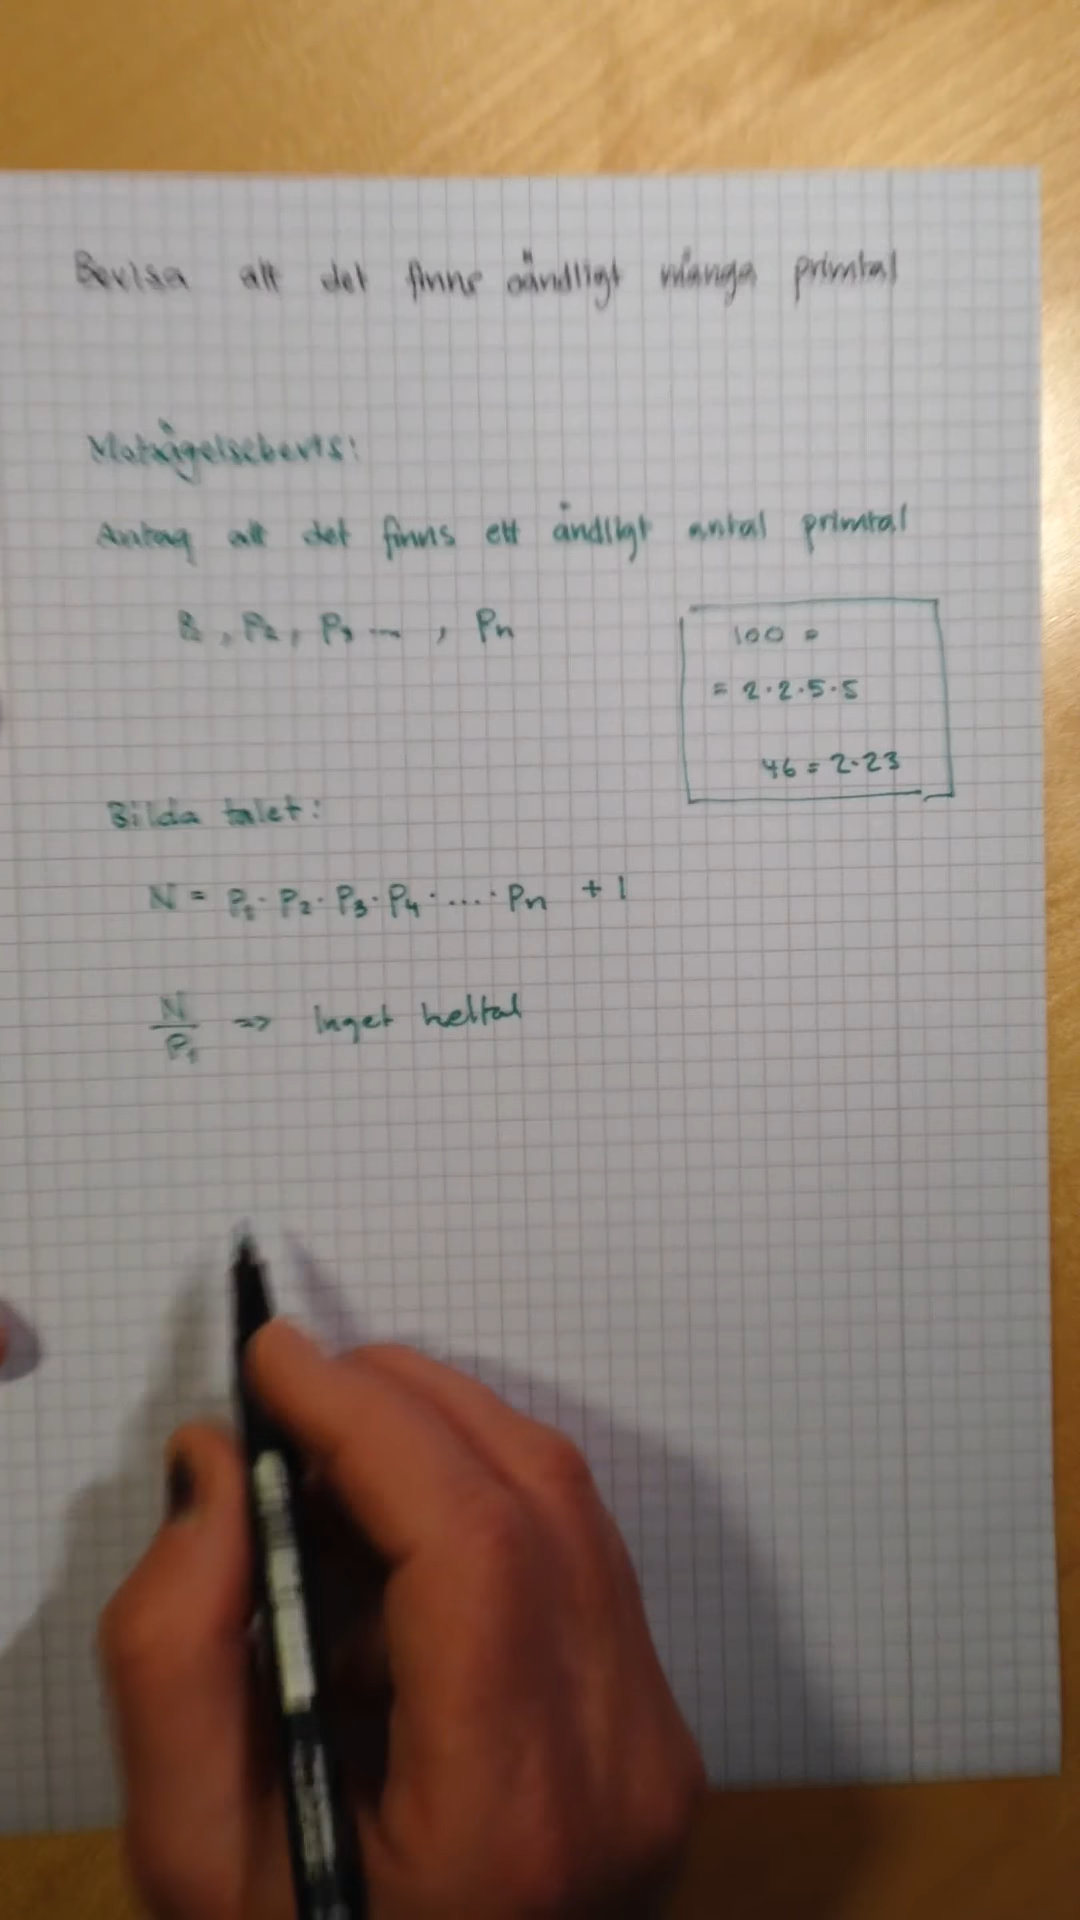 Bevisa att det finns oändligt många primtal
Motsägelsebevis:
Antag att det finns ett ändligt antal primtal
P₁, P₂, P₃ ... , Pn
100 =
= 2·2·5·5
46 = 2·23
Bilda talet:
N = P₁· P₂· P₃· P₄· ....· Pn + 1
N/P₁ => Inget heltal